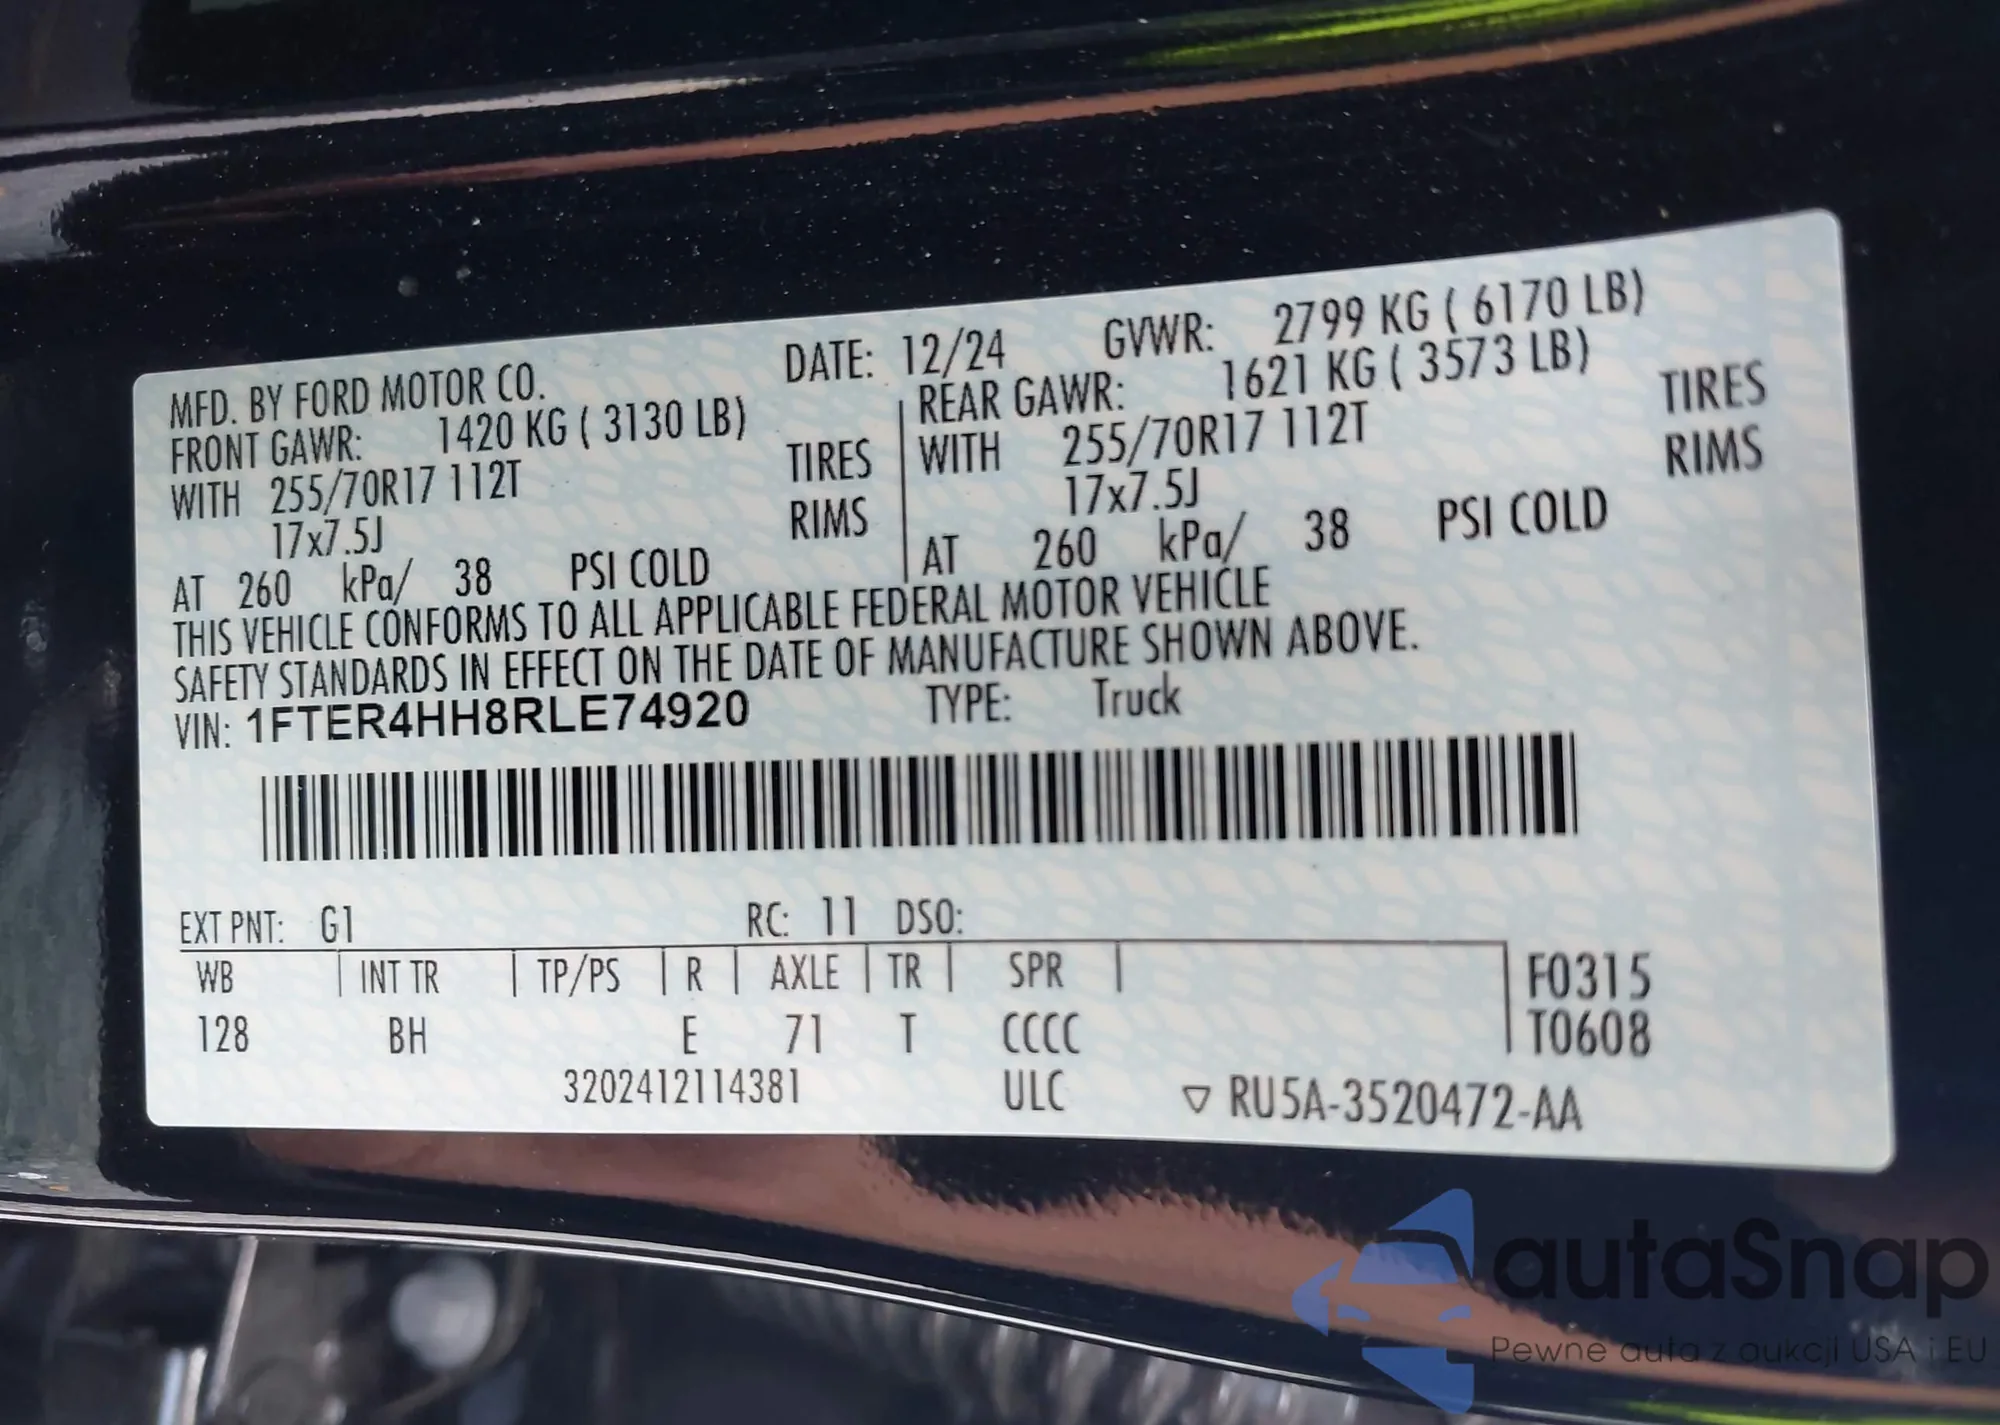 MFD. BY FORD MOTOR CO. DATE: 12/24 GVWR: 2799 KG ( 6170 LB)
FRONT GAWR: 1420 KG ( 3130 LB) REAR GAWR: 1621 KG ( 3573 LB)
WITH 255/70R17 112T TIRES WITH 255/70R17 112T TIRES
17x7.5J RIMS 17x7.5J RIMS
AT 260 kPa/ 38 PSI COLD AT 260 kPa/ 38 PSI COLD
THIS VEHICLE CONFORMS TO ALL APPLICABLE FEDERAL MOTOR VEHICLE
SAFETY STANDARDS IN EFFECT ON THE DATE OF MANUFACTURE SHOWN ABOVE.
VIN: 1FTER4HH8RLE74920 TYPE: Truck
EXT PNT: G1 RC: 11 DSO:
WB INT TR TP/PS R AXLE TR SPR F0315
128 BH E 71 T CCCC T0608
3202412114381 ULC ▽ RU5A-3520472-AA
autaSnap
Pewne auta z aukcji USA i EU